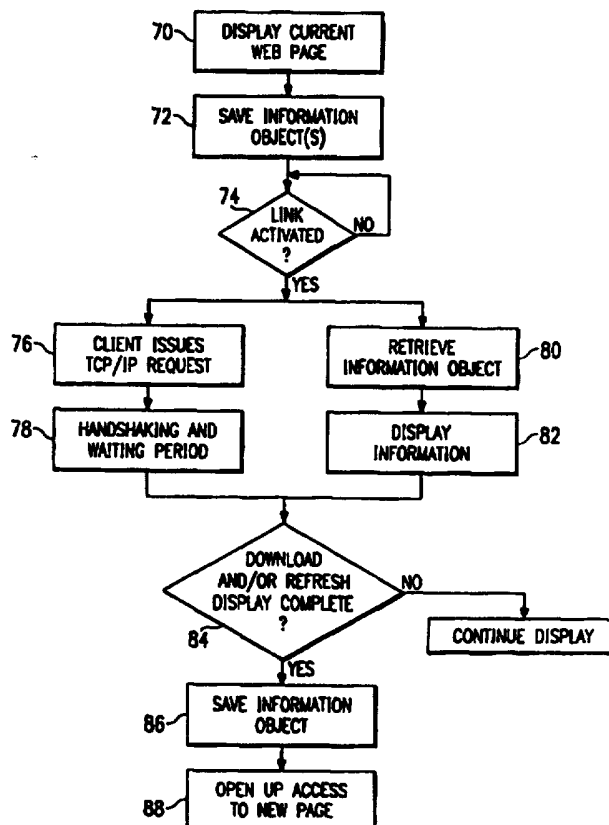 70
DISPLAY CURRENT
WEB PAGE
72
SAVE INFORMATION
OBJECT(S)
74
LINK
ACTIVATED
?
NO
YES
76
CLIENT ISSUES
TCP/IP REQUEST
RETRIEVE
INFORMATION OBJECT
80
78
HANDSHAKING AND
WAITING PERIOD
DISPLAY
INFORMATION
82
DOWNLOAD
AND/OR REFRESH
DISPLAY COMPLETE
?
84
NO
CONTINUE DISPLAY
YES
86
SAVE INFORMATION
OBJECT
88
OPEN UP ACCESS
TO NEW PAGE